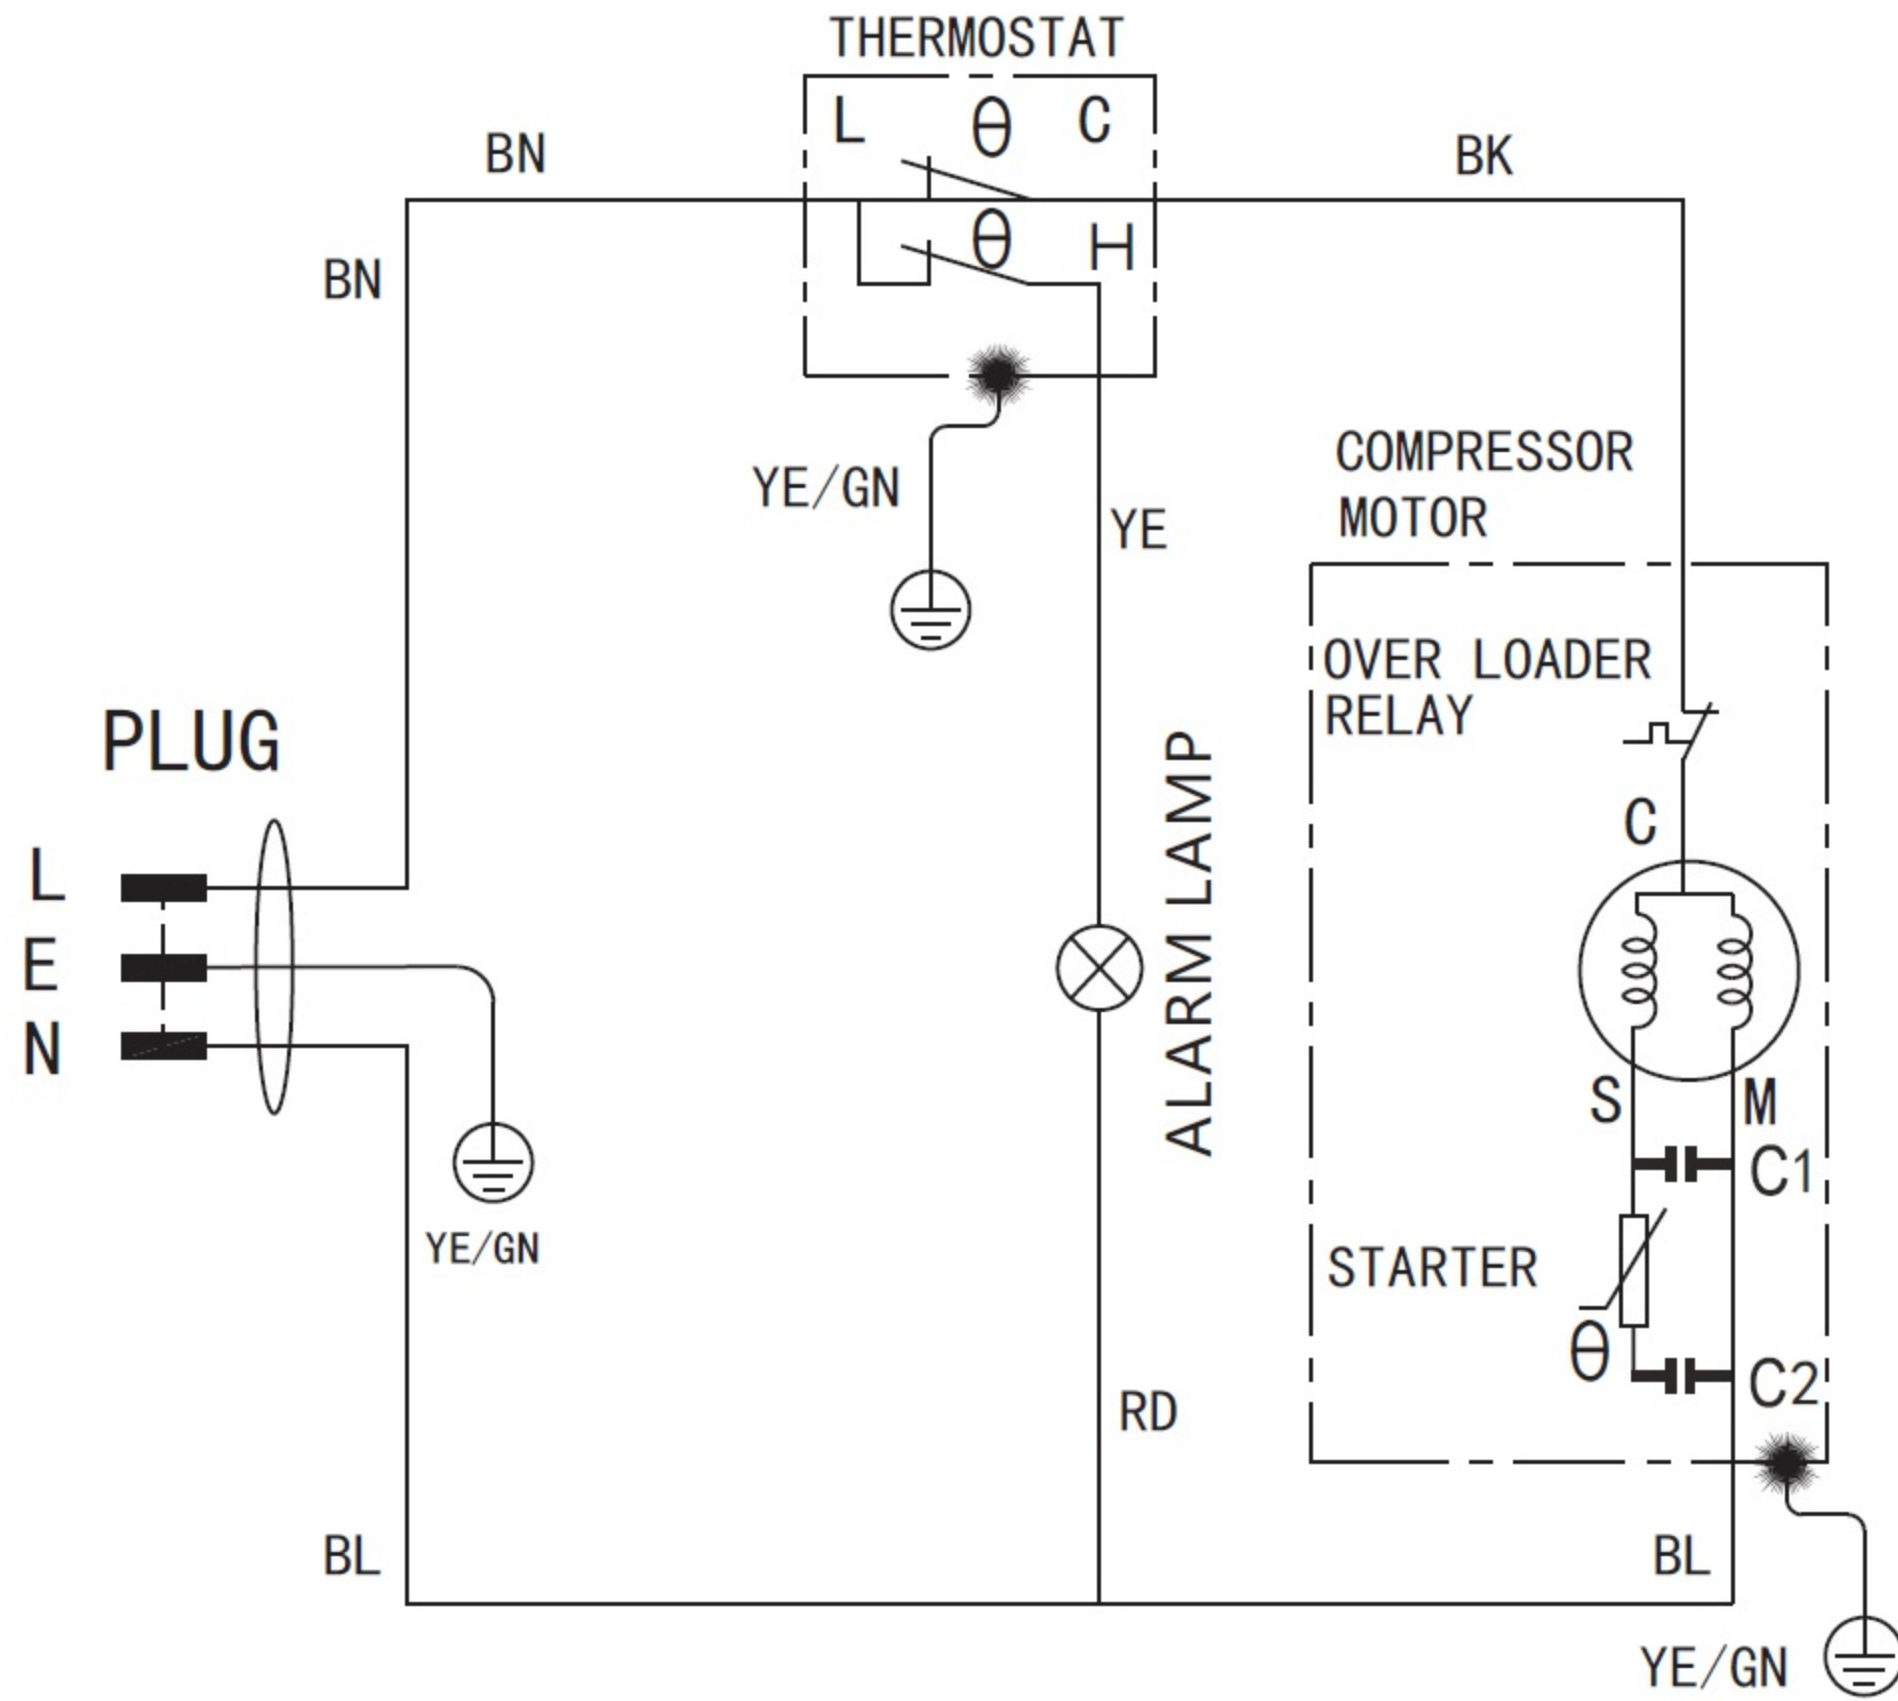 THERMOSTAT
L θ C
BN
BK
θ H
BN
COMPRESSOR
MOTOR
YE/GN
YE
OVER LOADER
RELAY
PLUG
ALARM LAMP
C
L
E
N
S
M
C1
YE/GN
STARTER
θ
C2
RD
BL
BL
YE/GN